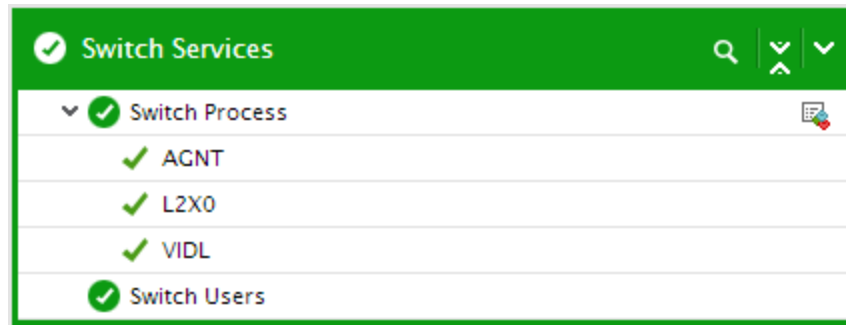 Switch Services
Switch Process
AGNT
L2X0
VIDL
Switch Users